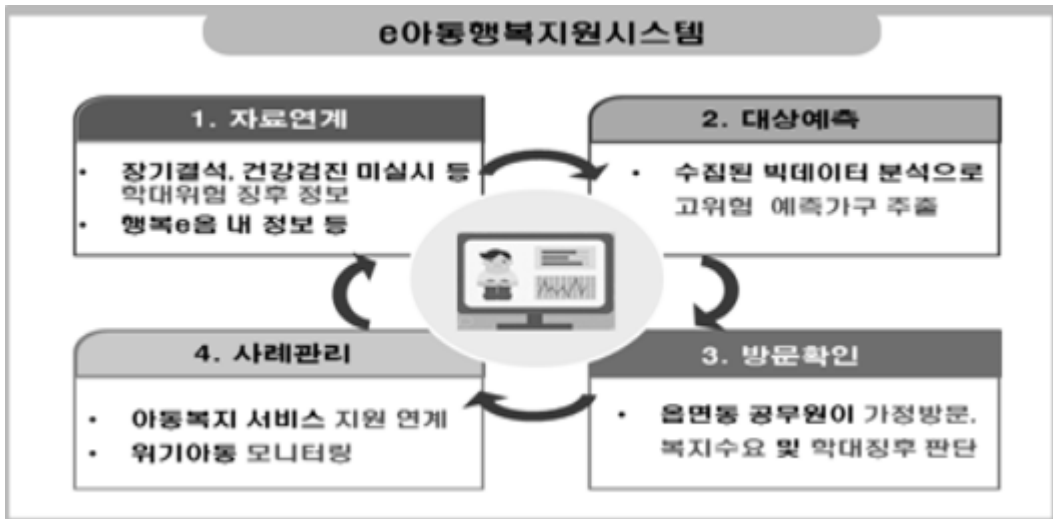 e아동행복지원시스템
1. 자료연계
• 장기결석, 건강검진 미실시 등
학대위험 징후 정보
• 행복e음 내 정보 등
2. 대상예측
• 수집된 빅데이터 분석으로
고위험 예측가구 추출
3. 방문확인
• 읍면동 공무원이 가정방문,
복지수요 및 학대징후 판단
4. 사례관리
• 아동복지 서비스 지원 연계
• 위기아동 모니터링